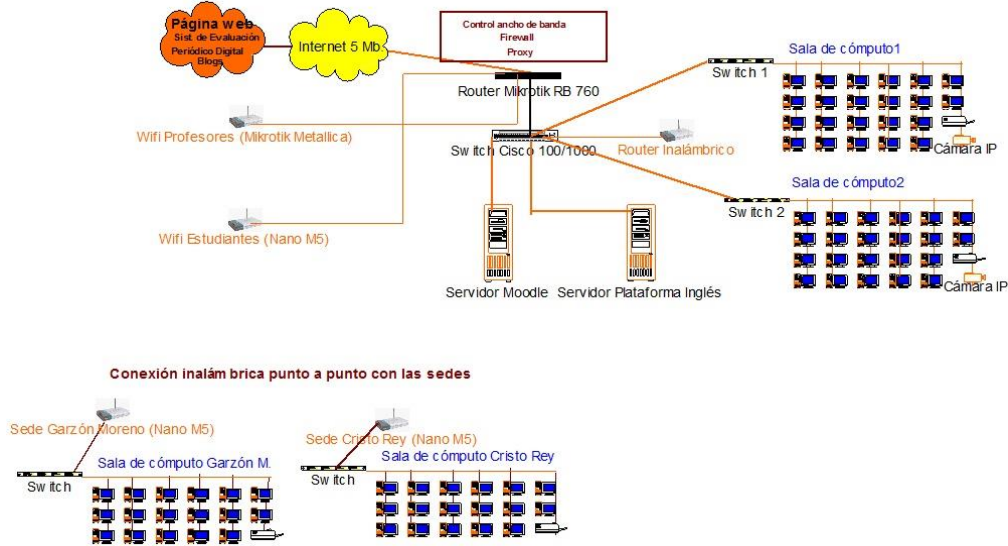 Página web
Sist. de Evaluación
Periódico Digital
Blogs
Internet 5 Mb.
Control ancho de banda
Firewall
Proxy
Router Mikrotik RB 760
Wifi Profesores (Mikrotik Metallica)
Switch Cisco 100/1000
Router Inalámbrico
Switch 1
Sala de cómputo1
Cámara IP
Wifi Estudiantes (Nano M5)
Switch 2
Sala de cómputo2
Cámara IP
Servidor Moodle
Servidor Plataforma Inglés
Conexión inalámbrica punto a punto con las sedes
Sede Garzón Moreno (Nano M5)
Switch
Sala de cómputo Garzón M.
Sede Cristo Rey (Nano M5)
Switch
Sala de cómputo Cristo Rey